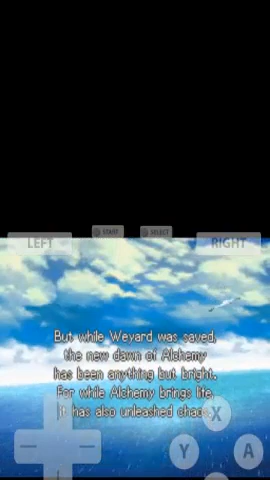 LEFT
START
SELECT
RIGHT
But while Weyard was saved,
the new dawn of Alchemy
has been anything but bright.
For while Alchemy brings life,
it has also unleashed chaos.
X
Y
A